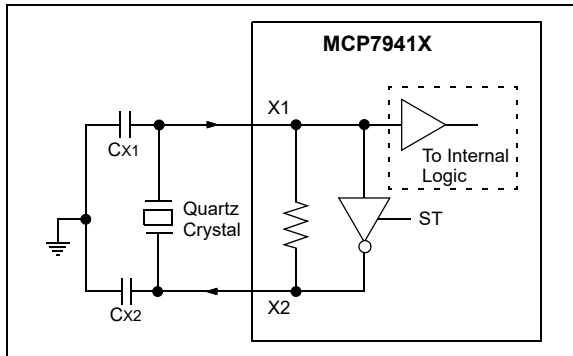 MCP7941X
X1
CX1
To Internal
Logic
Quartz
Crystal
ST
X2
CX2